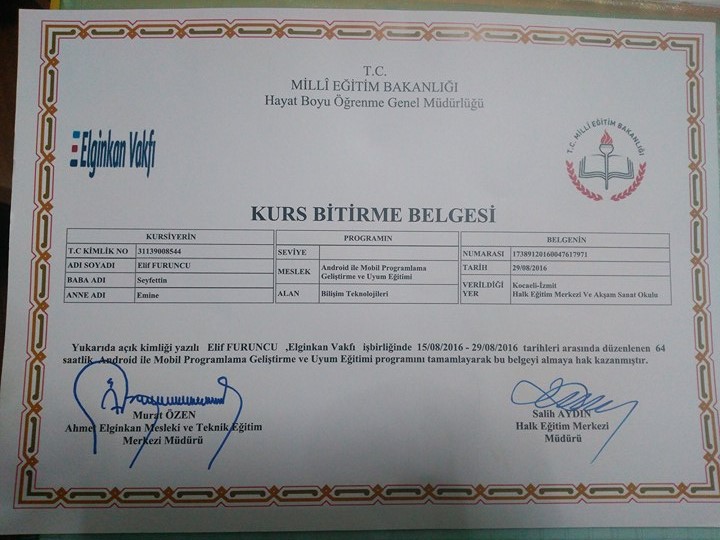 T.C.
MİLLÎ EĞİTİM BAKANLIĞI
Hayat Boyu Öğrenme Genel Müdürlüğü
Elginkan Vakfı
T.C. MİLLÎ EĞİTİM BAKANLIĞI
KURS BİTİRME BELGESİ
KURSİYERİN
T.C KİMLİK NO 31139008544
ADI SOYADI Elif FURUNCU
BABA ADI Seyfettin
ANNE ADI Emine
PROGRAMIN
SEVİYE
MESLEK Android ile Mobil Programlama
Geliştirme ve Uyum Eğitimi
ALAN Bilişim Teknolojileri
BELGENİN
NUMARASI 17389120160047617971
TARİH 29/08/2016
VERİLDİĞİ YER Kocaeli-İzmit
Halk Eğitim Merkezi Ve Akşam Sanat Okulu
Yukarıda açık kimliği yazılı Elif FURUNCU ,Elginkan Vakfı işbirliğinde 15/08/2016 - 29/08/2016 tarihleri arasında düzenlenen 64
saatlik Android ile Mobil Programlama Geliştirme ve Uyum Eğitimi programını tamamlayarak bu belgeyi almaya hak kazanmıştır.
Murat ÖZEN
Ahmet Elginkan Mesleki ve Teknik Eğitim
Merkezi Müdürü
Salih AYDIN
Halk Eğitim Merkezi
Müdürü